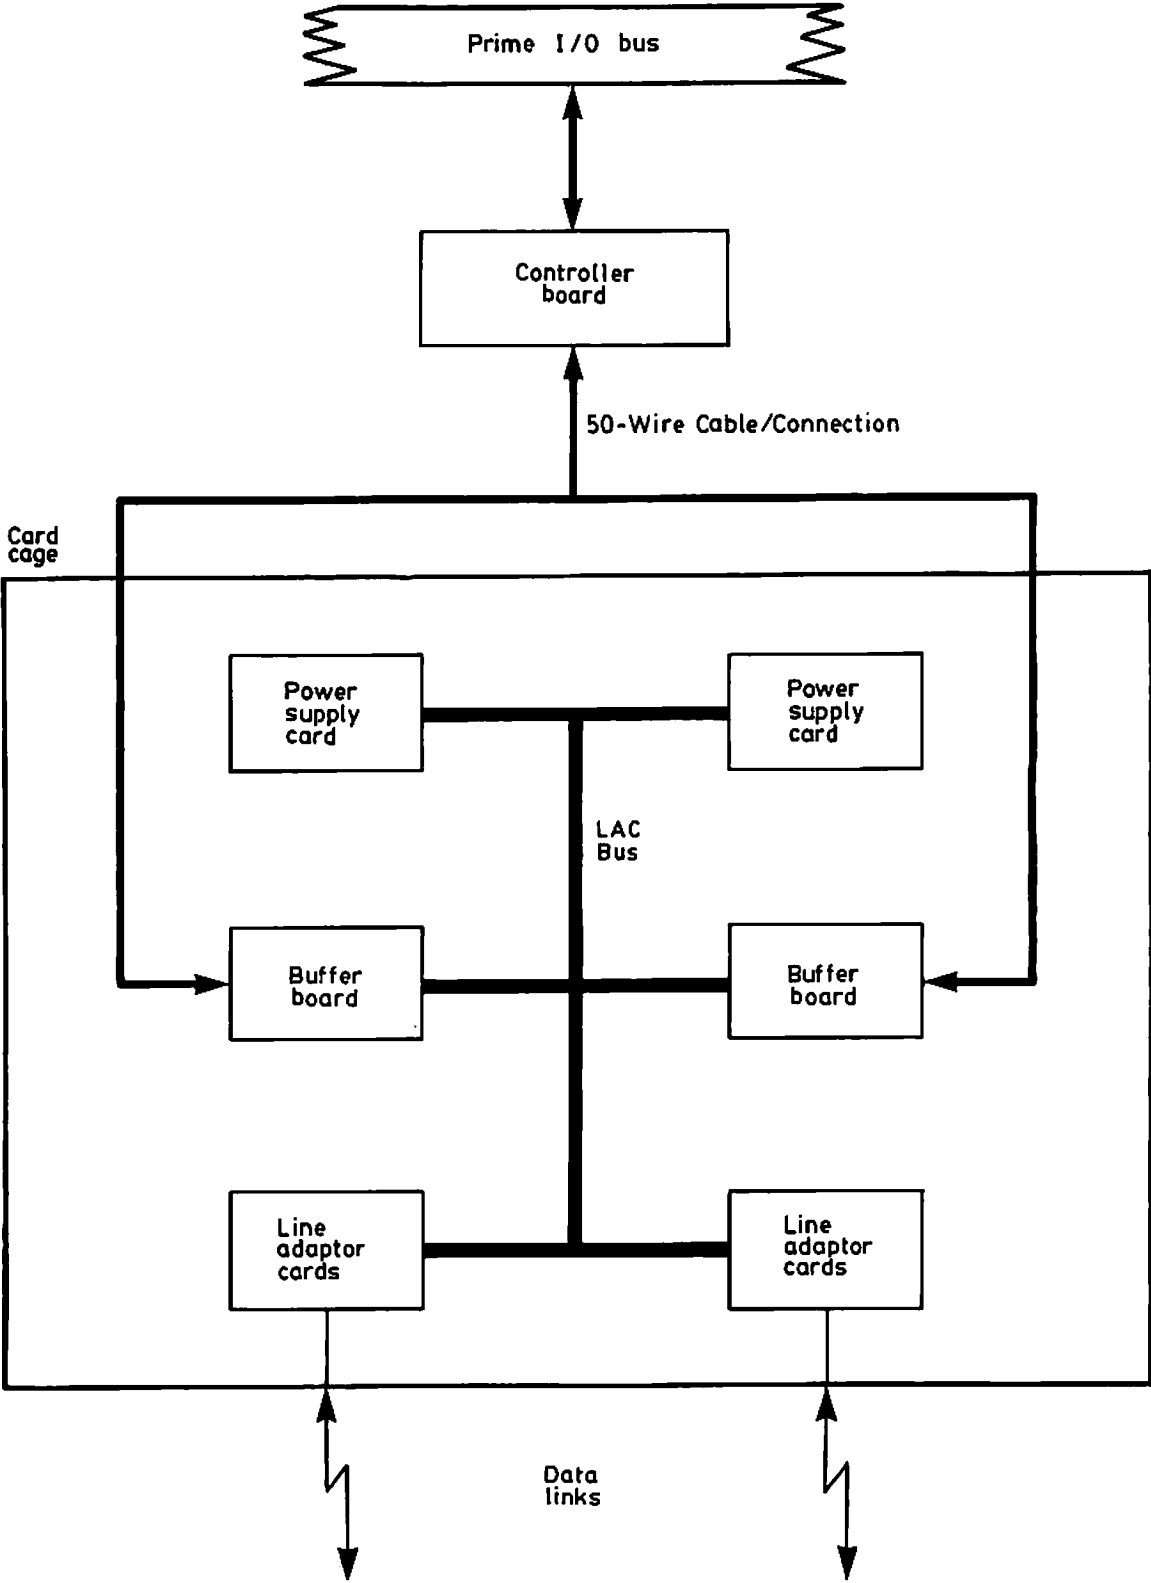 Prime I/O bus
Controller
board
50-Wire Cable/Connection
Card
cage
Power
supply
card
Power
supply
card
LAC
Bus
Buffer
board
Buffer
board
Line
adaptor
cards
Line
adaptor
cards
Data
links